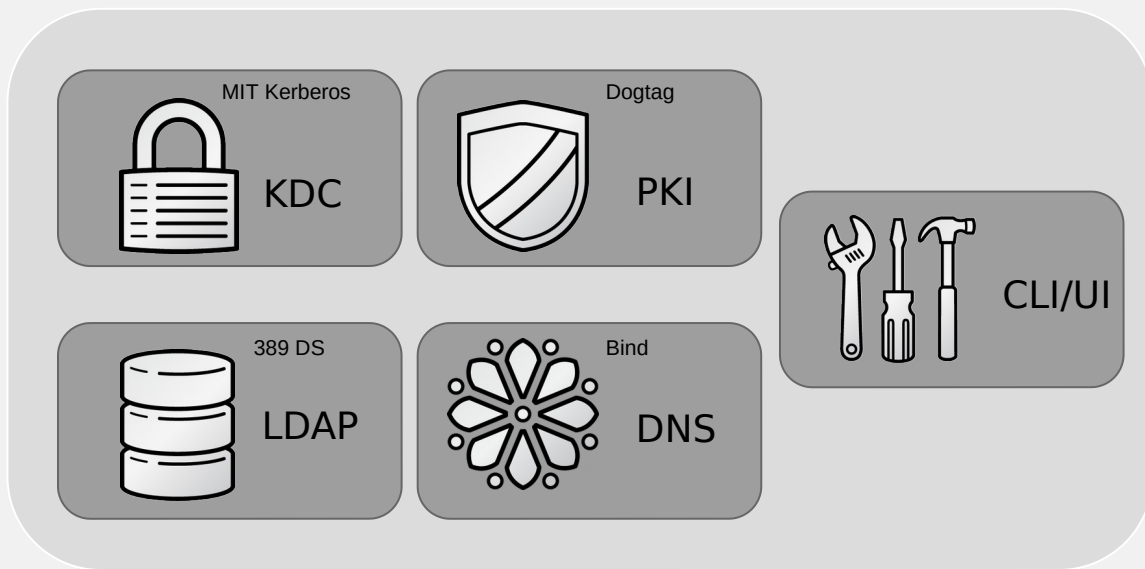 MIT Kerberos
KDC
Dogtag
PKI
CLI/UI
389 DS
LDAP
Bind
DNS